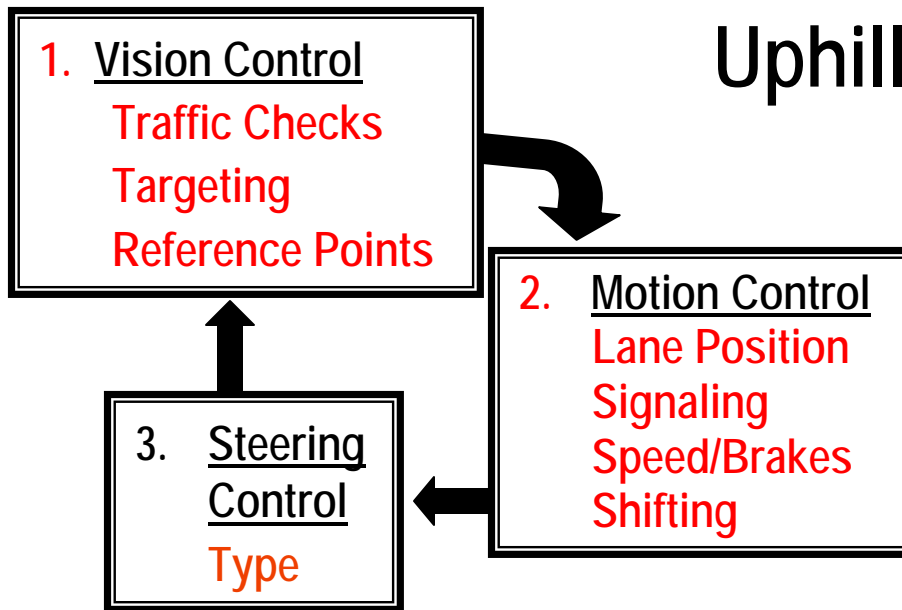 Uphill
1. Vision Control
Traffic Checks
Targeting
Reference Points
2. Motion Control
Lane Position
Signaling
Speed/Brakes
Shifting
3. Steering
Control
Type